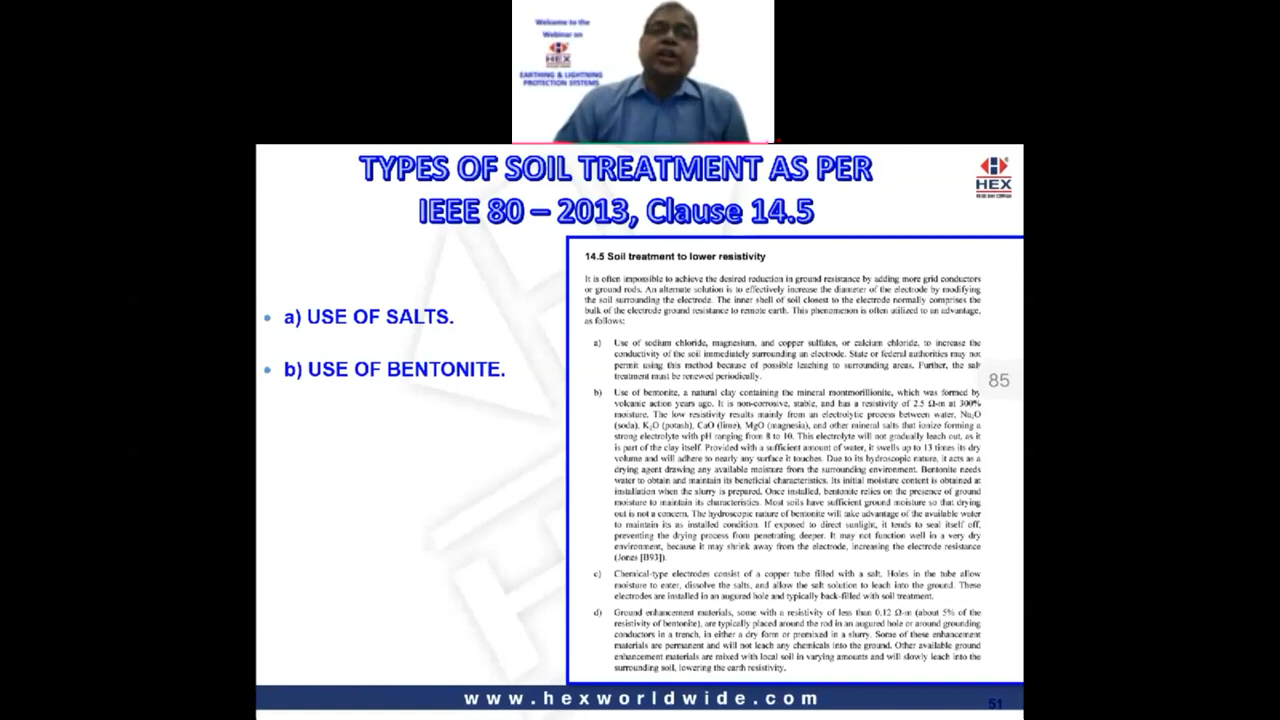 Welcome to the
Webinar on
HEX
EARTHING & LIGHTNING
PROTECTION SYSTEMS
TYPES OF SOIL TREATMENT AS PER
IEEE 80 – 2013, Clause 14.5
HEX
• a) USE OF SALTS.
• b) USE OF BENTONITE.
14.5 Soil treatment to lower resistivity
It is often impossible to achieve the desired reduction in ground resistance by adding more grid conductors
or ground rods. An alternate solution is to effectively increase the diameter of the electrode by modifying
the soil surrounding the electrode. The inner shell of soil closest to the electrode normally comprises the
bulk of the electrode ground resistance to remote earth. This phenomenon is often utilized to an advantage,
as follows:
a) Use of sodium chloride, magnesium, and copper sulfates, or calcium chloride, to increase the
conductivity of the soil immediately surrounding an electrode. State or federal authorities may not
permit using this method because of possible leaching to surrounding areas. Further, the salt
treatment must be renewed periodically.
b) Use of bentonite, a natural clay containing the mineral montmorillionite, which was formed by
volcanic action years ago. It is non-corrosive, stable, and has a resistivity of 2.5 Ω-m at 300%
moisture. The low resistivity results mainly from an electrolytic process between water, Na₂O
(soda), K₂O (potash), CaO (lime), MgO (magnesia), and other mineral salts that ionize forming a
strong electrolyte with pH ranging from 8 to 10. This electrolyte will not gradually leach out, as it
is part of the clay itself. Provided with a sufficient amount of water, it swells up to 13 times its dry
volume and will adhere to nearly any surface it touches. Due to its hydroscopic nature, it acts as a
drying agent drawing any available moisture from the surrounding environment. Bentonite needs
water to obtain and maintain its beneficial characteristics. Its initial moisture content is obtained at
installation when the slurry is prepared. Once installed, bentonite relies on the presence of ground
moisture to maintain its characteristics. Most soils have sufficient ground moisture so that drying
out is not a concern. The hydroscopic nature of bentonite will take advantage of the available water
to maintain its as installed condition. If exposed to direct sunlight, it tends to seal itself off,
preventing the drying process from penetrating deeper. It may not function well in a very dry
environment, because it may shrink away from the electrode, increasing the electrode resistance
(Jones [B93]).
c) Chemical-type electrodes consist of a copper tube filled with a salt. Holes in the tube allow
moisture to enter, dissolve the salts, and allow the salt solution to leach into the ground. These
electrodes are installed in an augured hole and typically back-filled with soil treatment.
d) Ground enhancement materials, some with a resistivity of less than 0.12 Ω-m (about 5% of the
resistivity of bentonite), are typically placed around the rod in an augured hole or around grounding
conductors in a trench, in either a dry form or premixed in a slurry. Some of these enhancement
materials are permanent and will not leach any chemicals into the ground. Other available ground
enhancement materials are mixed with local soil in varying amounts and will slowly leach into the
surrounding soil, lowering the earth resistivity.
85
www.hexworldwide.com
51